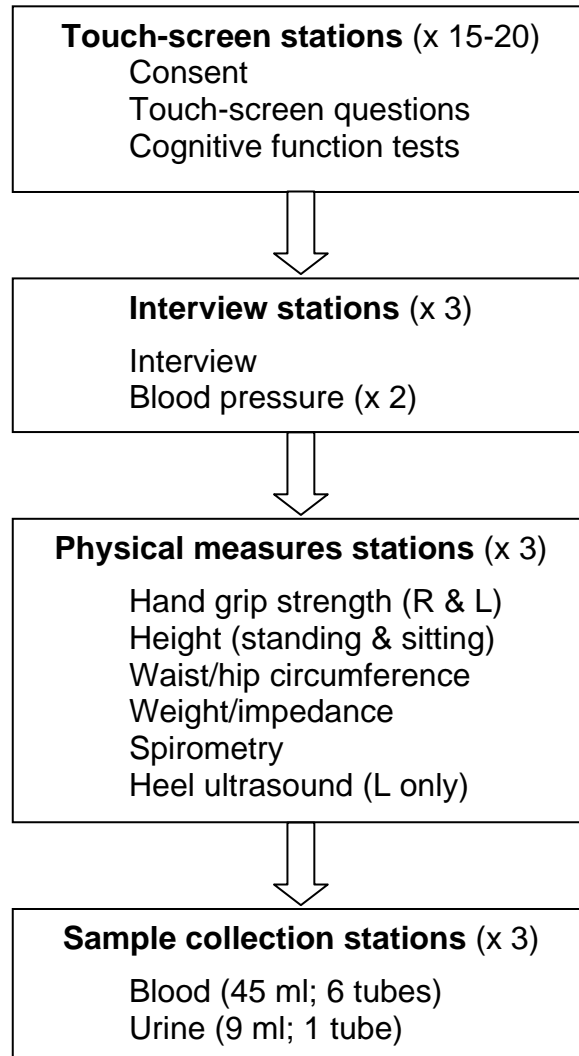 Touch-screen stations (x 15-20)
Consent
Touch-screen questions
Cognitive function tests
Interview stations (x 3)
Interview
Blood pressure (x 2)
Physical measures stations (x 3)
Hand grip strength (R & L)
Height (standing & sitting)
Waist/hip circumference
Weight/impedance
Spirometry
Heel ultrasound (L only)
Sample collection stations (x 3)
Blood (45 ml; 6 tubes)
Urine (9 ml; 1 tube)